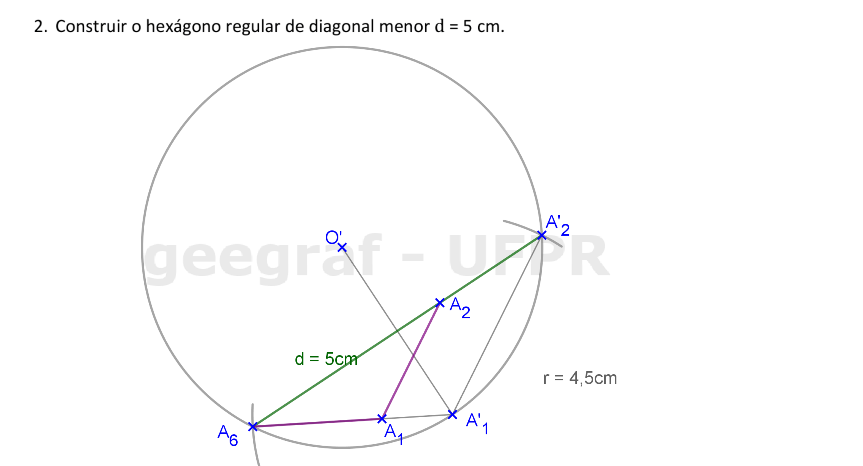 2. Construir o hexágono regular de diagonal menor d = 5 cm.
A'2
O'
geegraf - UFPR
A2
d = 5cm
r = 4,5cm
A'1
A1
A6